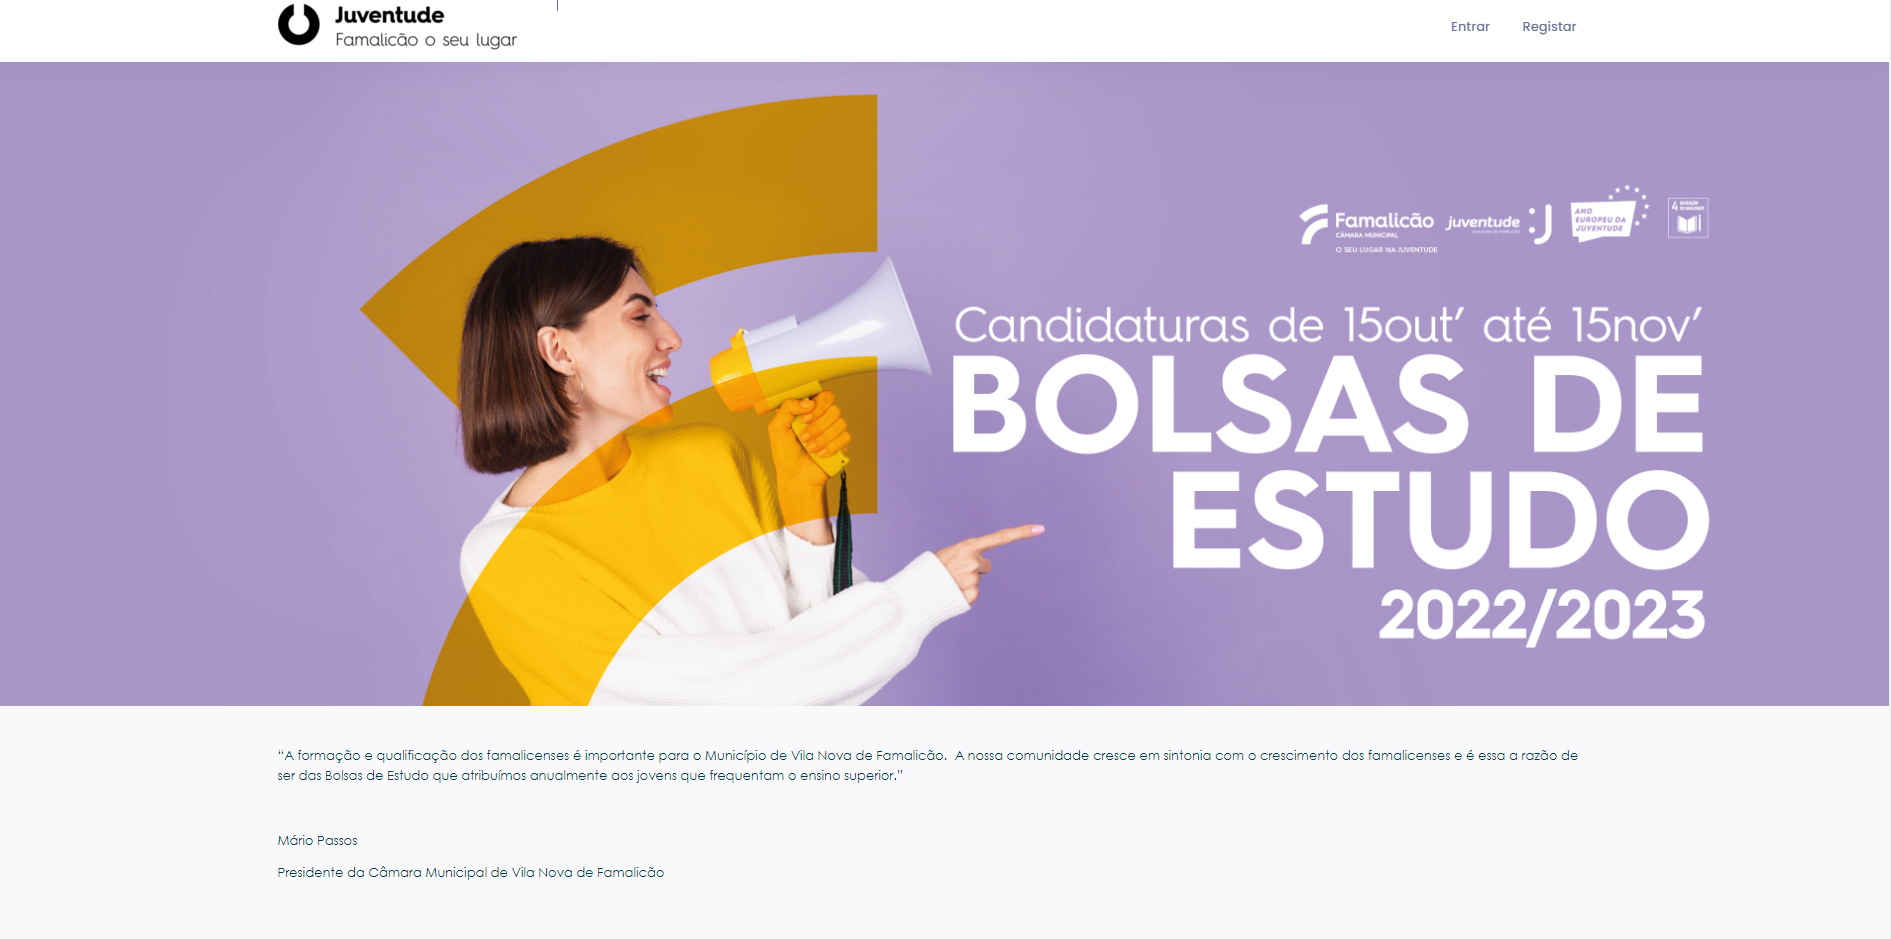 Juventude
Famalicão o seu lugar
Entrar
Registar
Famalicão
CÂMARA MUNICIPAL
O SEU LUGAR NA JUVENTUDE
juventude
ANO
EUROPEU DA
JUVENTUDE
4 EDUCAÇÃO
DE QUALIDADE
Candidaturas de 15out’ até 15nov’
BOLSAS DE
ESTUDO
2022/2023
“A formação e qualificação dos famalicenses é importante para o Município de Vila Nova de Famalicão. A nossa comunidade cresce em sintonia com o crescimento dos famalicenses e é essa a razão de
ser das Bolsas de Estudo que atribuímos anualmente aos jovens que frequentam o ensino superior.”
Mário Passos
Presidente da Câmara Municipal de Vila Nova de Famalicão